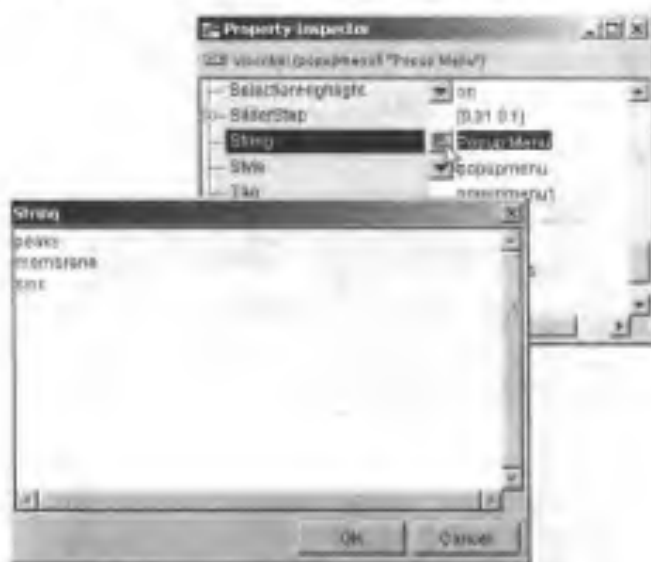 Property Inspector
uicontrol (popupmenu1 "Popup Menu")
SelectionHighlight on
SliderStep [0.01 0.1]
String Popup Menu
Style popupmenu
Tag popupmenu1
String
peaks
membrane
sinc
OK Cancel